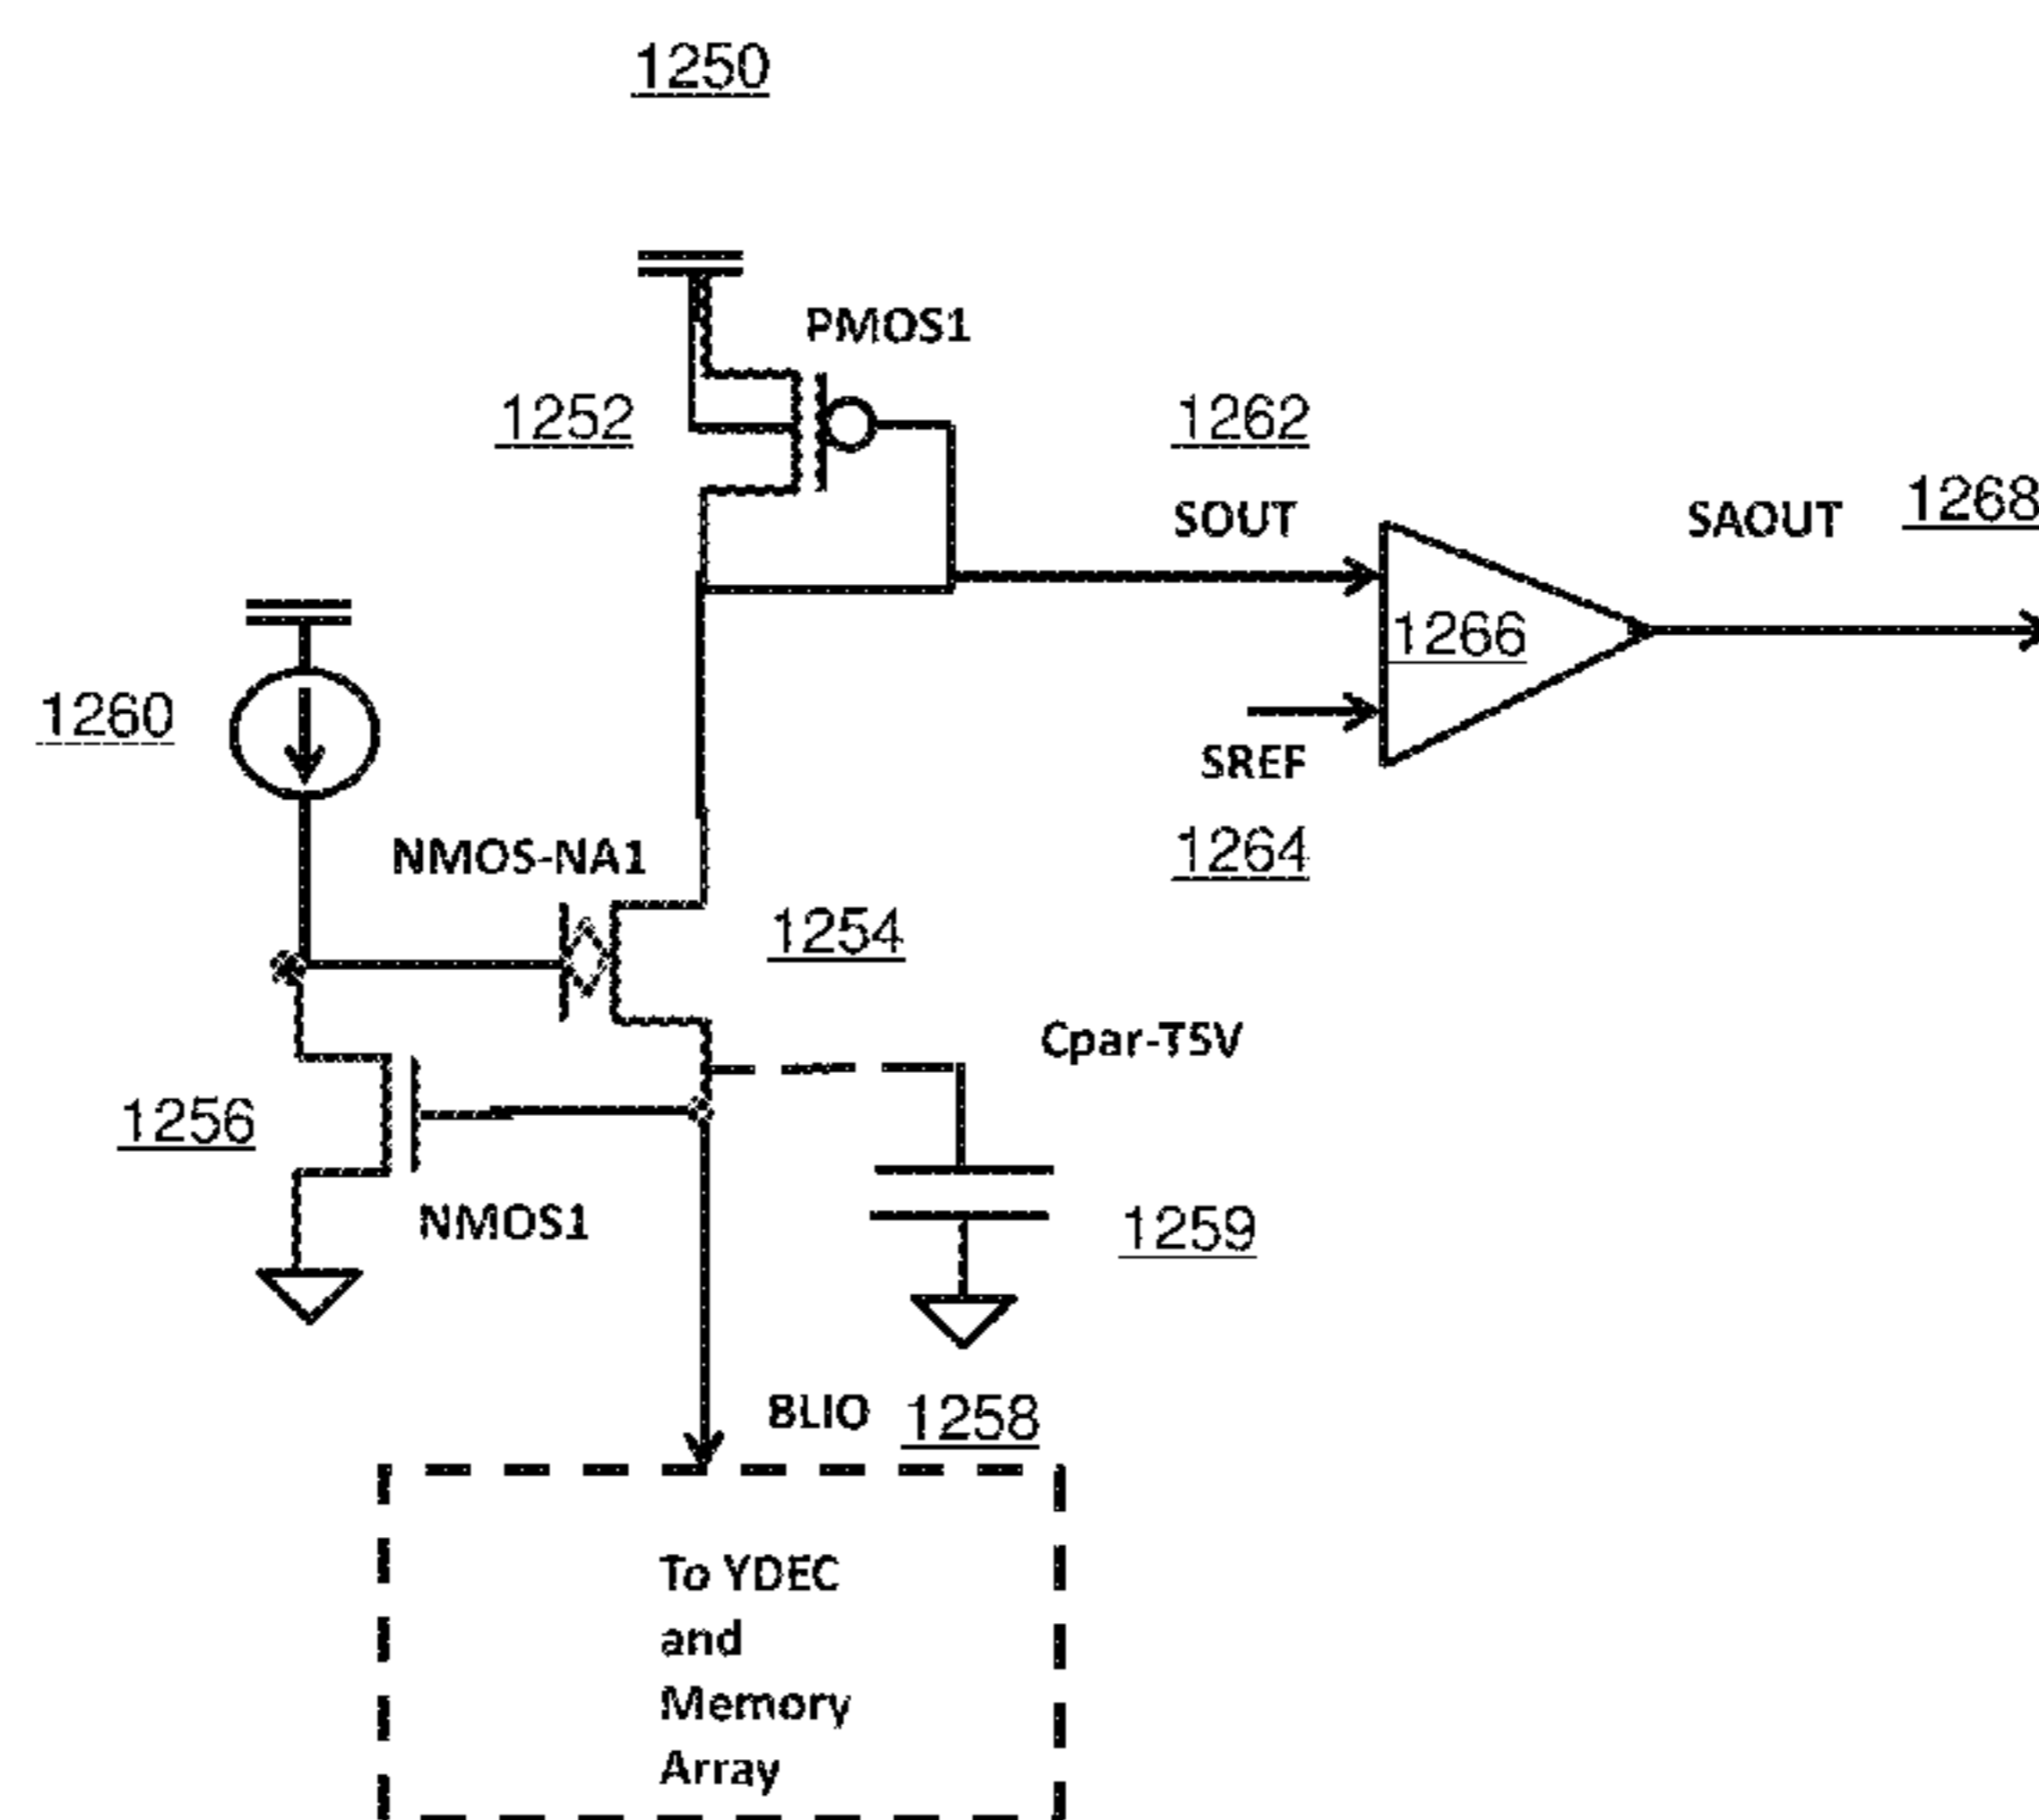 1250
PMOS1
1252
1262
SOUT
SAOUT
1268
1266
1260
SREF
NMOS-NA1
1264
1254
Cpar-TSV
1256
NMOS1
1259
BLIO
1258
To YDEC
and
Memory
Array